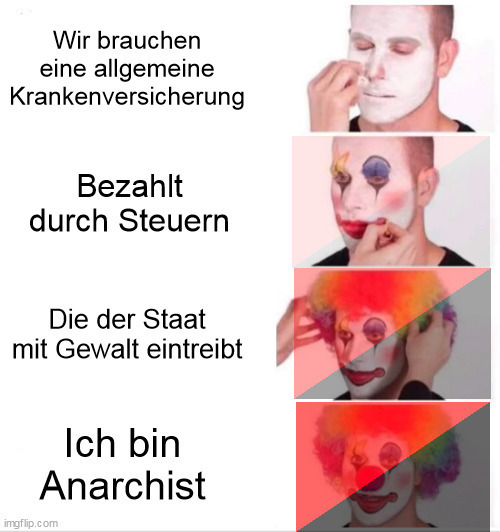 Wir brauchen
eine allgemeine
Krankenversicherung
Bezahlt
durch Steuern
Die der Staat
mit Gewalt eintreibt
Ich bin
Anarchist
imgflip.com